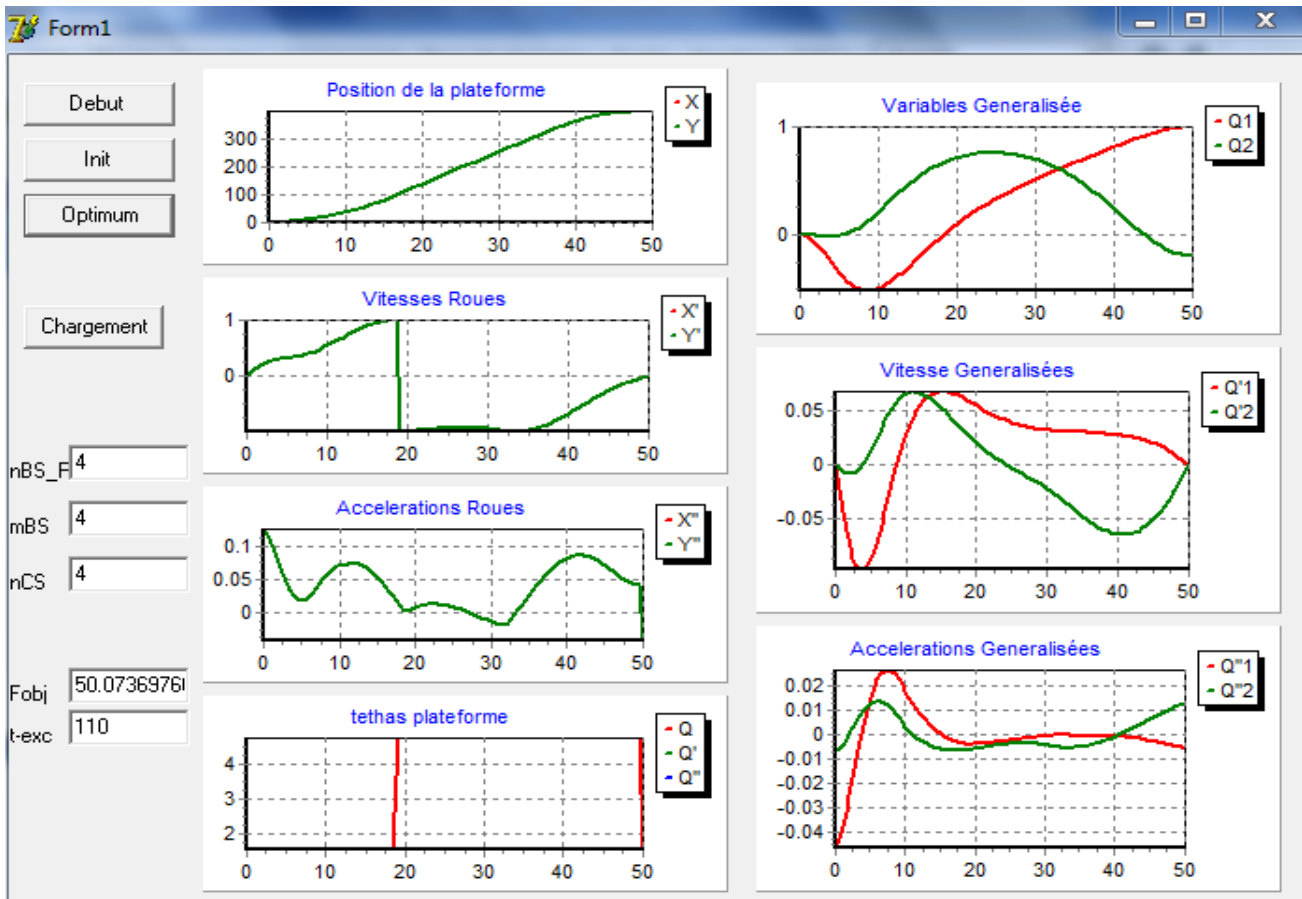 Form1
Debut
Init
Optimum
Chargement
nBS_F 4
mBS 4
nCS 4
Fobj 50.0736976
t-exc 110
Position de la plateforme
X
Y
300
200
100
0
0 10 20 30 40 50
Vitesses Roues
X'
Y'
1
0
0 10 20 30 40 50
Accelerations Roues
X''
Y''
0.1
0.05
0
0 10 20 30 40 50
tethas plateforme
Q
Q'
Q''
4
3
2
0 10 20 30 40 50
Variables Generalisée
Q1
Q2
1
0
0 10 20 30 40 50
Vitesse Generalisées
Q'1
Q'2
0.05
0
-0.05
0 10 20 30 40 50
Accelerations Generalisées
Q''1
Q''2
0.02
0.01
0
-0.01
-0.02
-0.03
-0.04
0 10 20 30 40 50